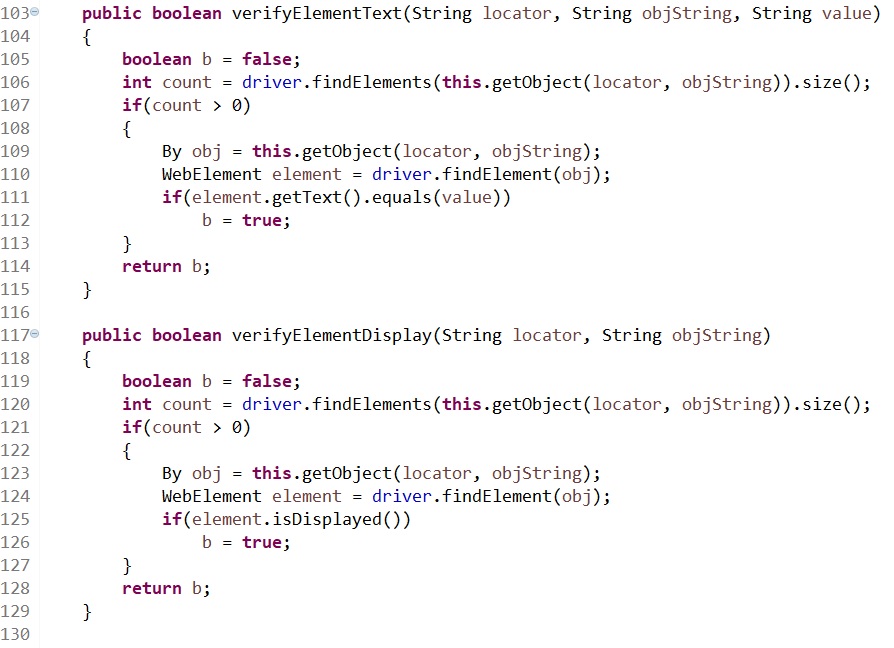 103    public boolean verifyElementText(String locator, String objString, String value)
104    {
105        boolean b = false;
106        int count = driver.findElements(this.getObject(locator, objString)).size();
107        if(count > 0)
108        {
109            By obj = this.getObject(locator, objString);
110            WebElement element = driver.findElement(obj);
111            if(element.getText().equals(value))
112                b = true;
113        }
114        return b;
115    }
116
117    public boolean verifyElementDisplay(String locator, String objString)
118    {
119        boolean b = false;
120        int count = driver.findElements(this.getObject(locator, objString)).size();
121        if(count > 0)
122        {
123            By obj = this.getObject(locator, objString);
124            WebElement element = driver.findElement(obj);
125            if(element.isDisplayed())
126                b = true;
127        }
128        return b;
129    }
130